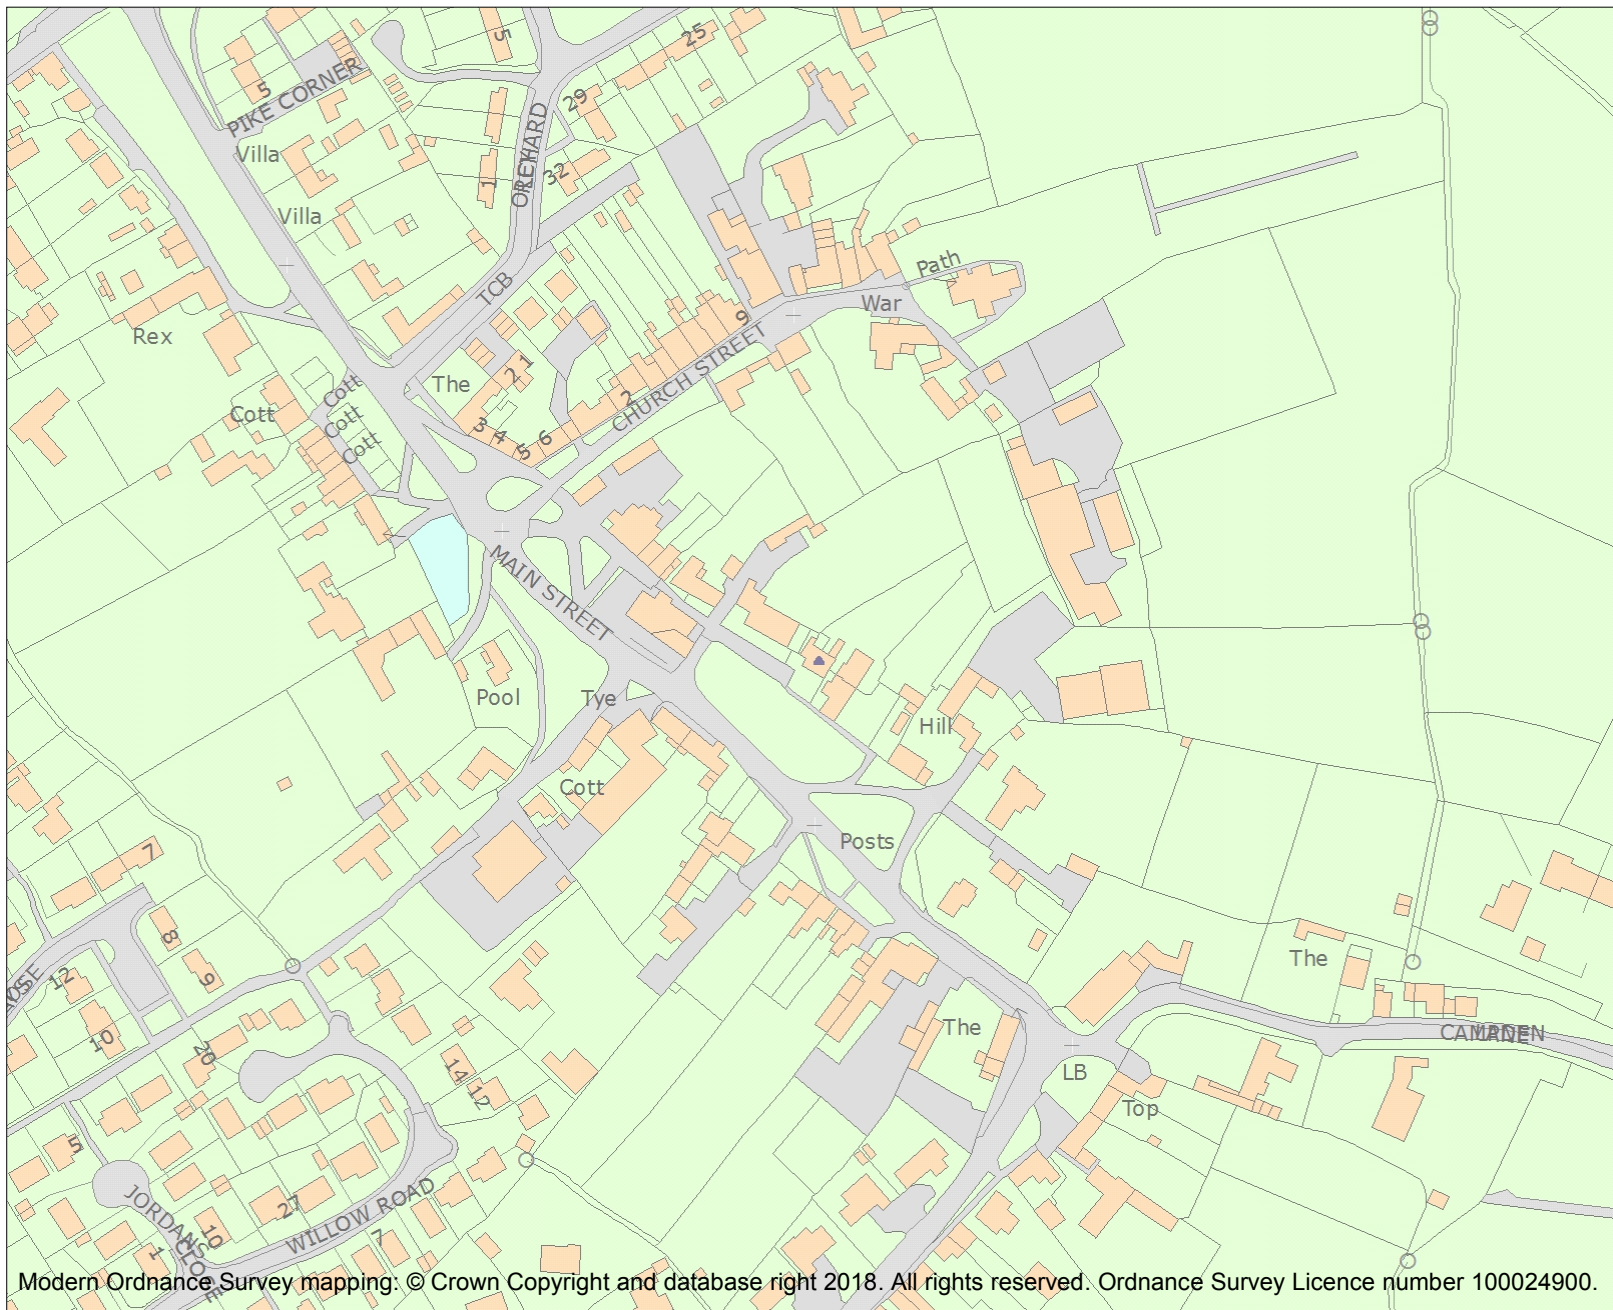 5
25
5
PIKE CORNER
29
ORCHARD
Villa
32
1
Villa
TCB
Path
War
9
Rex
The
2 1
Cott
2
CHURCH STREET
Cott
Cott
Cott
3
4
5
6
MAIN STREET
Pool
Tye
Hill
Cott
Posts
7
8
9
12
The
10
20
The
CAMPDEN
LANE
14
12
LB
Top
5
JORDANS
CLOSE
10
27
WILLOW ROAD
7
1
Modern Ordnance Survey mapping: © Crown Copyright and database right 2018. All rights reserved. Ordnance Survey Licence number 100024900.